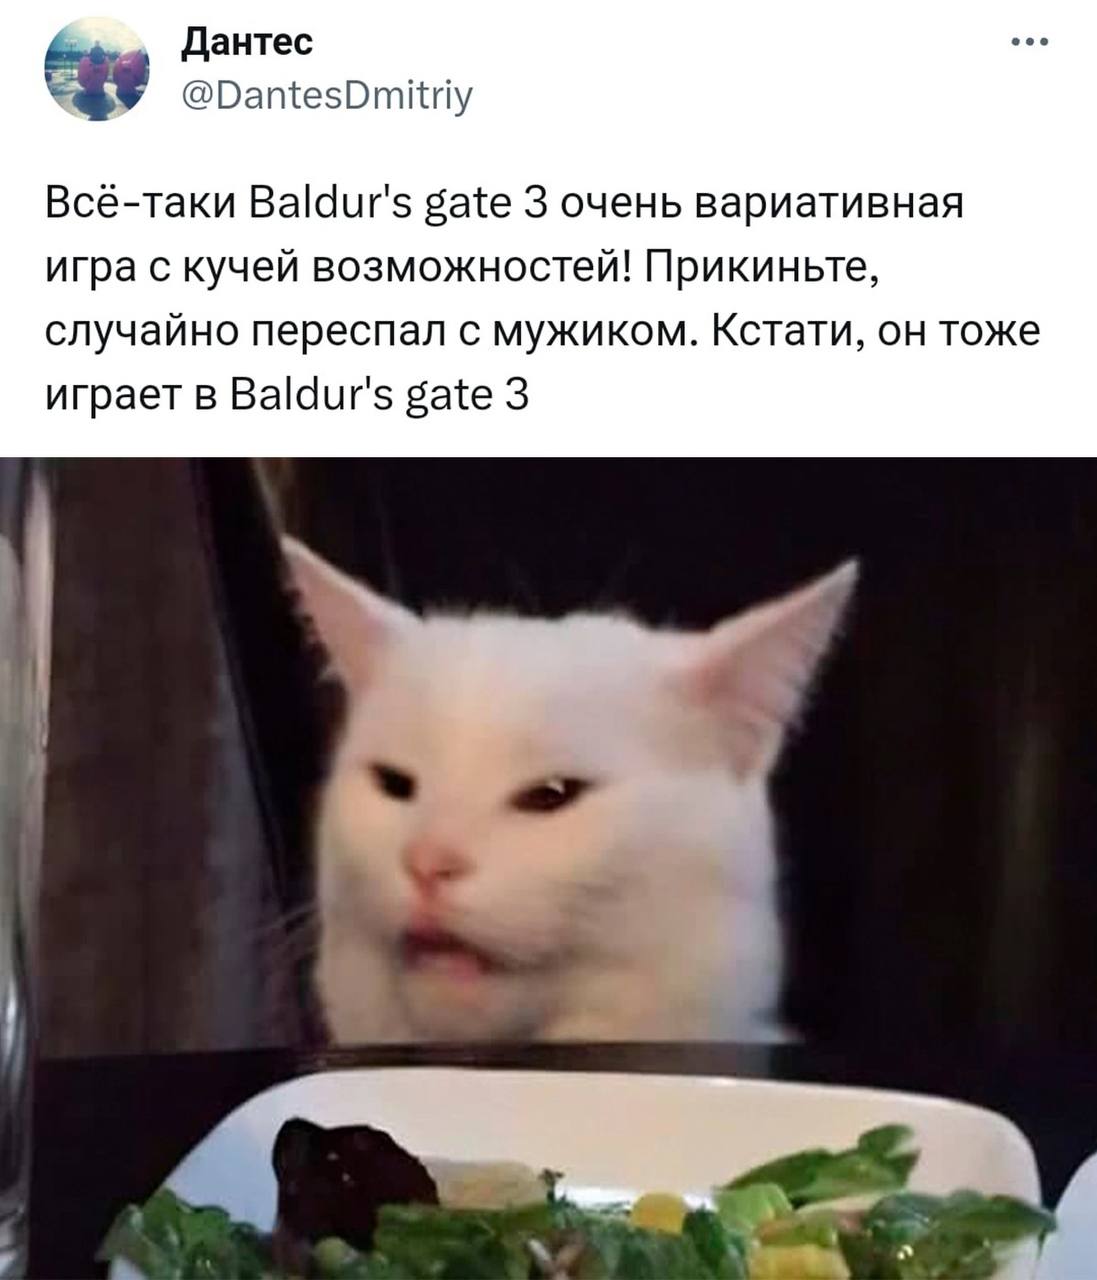 Дантес
@DantesDmitriy
Всё-таки Baldur's gate 3 очень вариативная
игра с кучей возможностей! Прикиньте,
случайно переспал с мужиком. Кстати, он тоже
играет в Baldur's gate 3